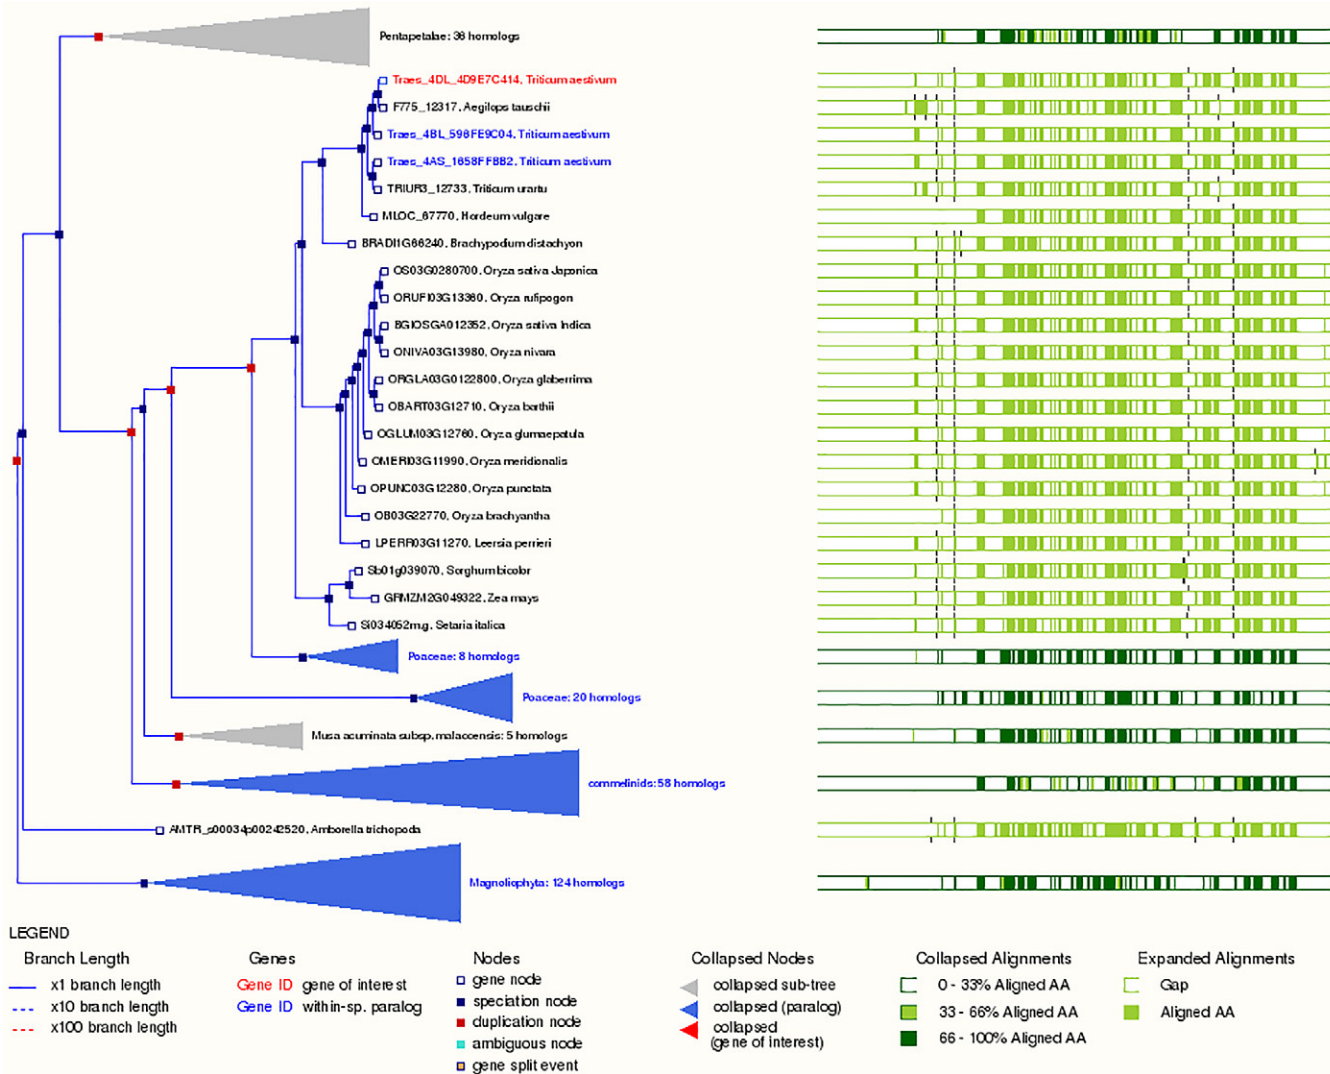 Pentapetalae: 36 homologs
Traes_4DL_4D9E7C414, Triticum aestivum
F775_12317, Aegilops tauschii
Traes_4BL_596FE9C04, Triticum aestivum
Traes_4AS_1658FFBB2, Triticum aestivum
TRIUR3_12733, Triticum urartu
MLOC_67770, Hordeum vulgare
BRADI1G66240, Brachypodium distachyon
OS03G0280700, Oryza sativa Japonica
ORUFI03G13360, Oryza rufipogon
BGIOSGA012352, Oryza sativa Indica
ONIVA03G13980, Oryza nivara
ORGLA03G0122800, Oryza glaberrima
OBART03G12710, Oryza barthii
OGLUM03G12760, Oryza glumaepatula
OMERI03G11990, Oryza meridionalis
OPUNC03G12280, Oryza punctata
OB03G22770, Oryza brachyantha
LPERR03G11270, Leersia perrieri
Sb01g039070, Sorghum bicolor
GRMZM2G049322, Zea mays
Si034052m.g, Setaria italica
Poaceae: 8 homologs
Poaceae: 20 homologs
Musa acuminata subsp. malaccensis: 5 homologs
commelinids: 58 homologs
AMTR_s00034p00242520, Amborella trichopoda
Magnoliophyta: 124 homologs
LEGEND
Branch Length
x1 branch length
x10 branch length
x100 branch length
Genes
Gene ID gene of interest
Gene ID within-sp. paralog
Nodes
gene node
speciation node
duplication node
ambiguous node
gene split event
Collapsed Nodes
collapsed sub-tree
collapsed (paralog)
collapsed
(gene of interest)
Collapsed Alignments
0 - 33% Aligned AA
33 - 66% Aligned AA
66 - 100% Aligned AA
Expanded Alignments
Gap
Aligned AA